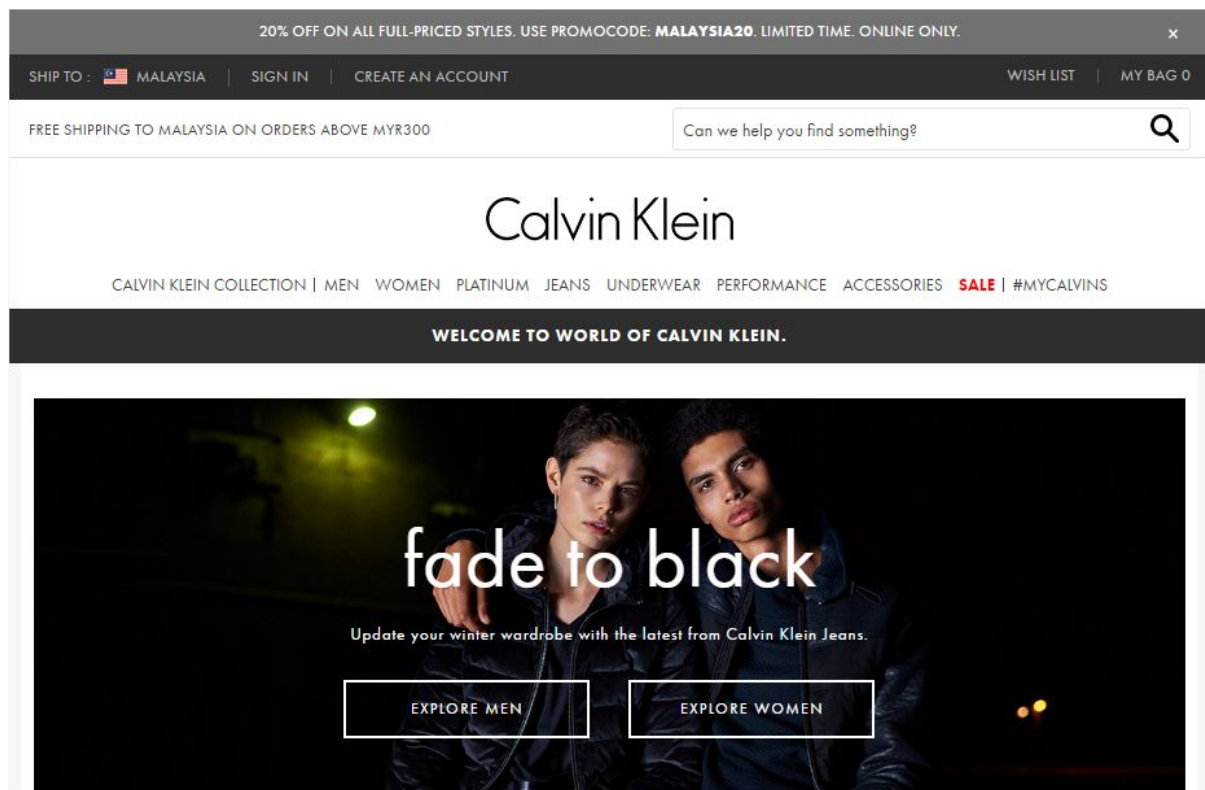 20% OFF ON ALL FULL-PRICED STYLES. USE PROMOCODE: MALAYSIA20. LIMITED TIME. ONLINE ONLY. ×
SHIP TO : MALAYSIA | SIGN IN | CREATE AN ACCOUNT WISH LIST | MY BAG 0
FREE SHIPPING TO MALAYSIA ON ORDERS ABOVE MYR300 Can we help you find something?
Calvin Klein
CALVIN KLEIN COLLECTION | MEN WOMEN PLATINUM JEANS UNDERWEAR PERFORMANCE ACCESSORIES SALE | #MYCALVINS
WELCOME TO WORLD OF CALVIN KLEIN.
fade to black
Update your winter wardrobe with the latest from Calvin Klein Jeans.
EXPLORE MEN EXPLORE WOMEN